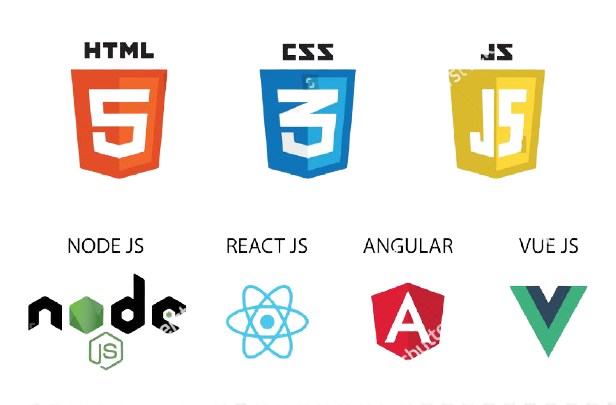 HTML CSS JS
5 3 JS
NODE JS REACT JS ANGULAR VUE JS
node A
JS